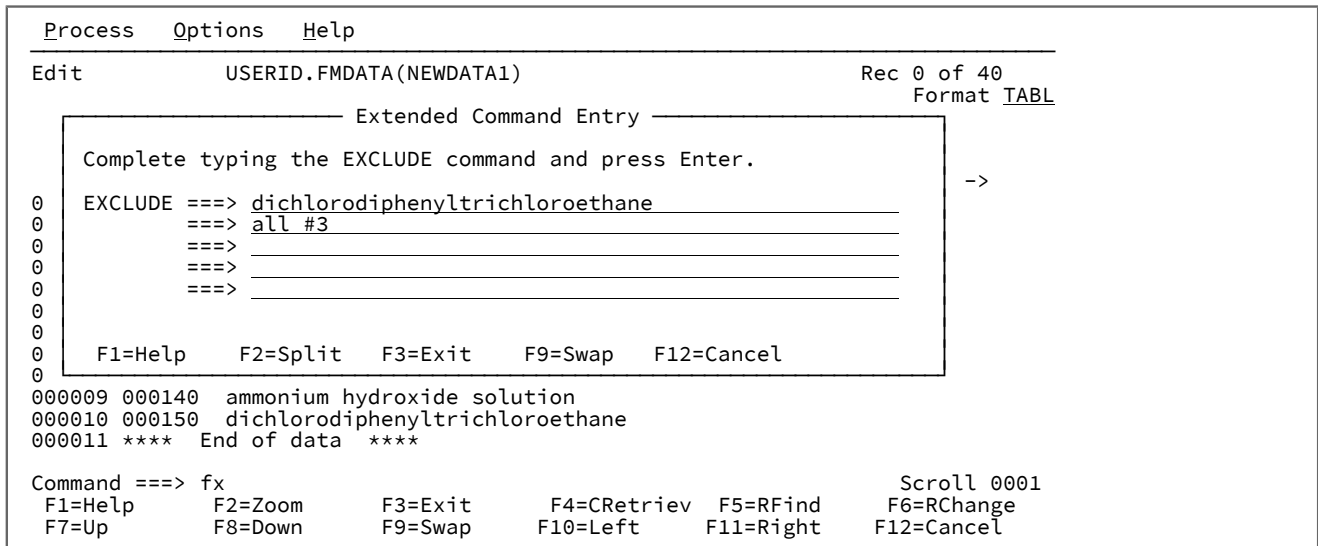 Process Options Help
Edit USERID.FMDATA(NEWDATA1) Rec 0 of 40
Format TABL
Extended Command Entry
Complete typing the EXCLUDE command and press Enter.
->
0 EXCLUDE ===> dichlorodiphenyltrichloroethane
0 ===> all #3
0 ===>
0 ===>
0 ===>
0
0
0 F1=Help F2=Split F3=Exit F9=Swap F12=Cancel
0
000009 000140 ammonium hydroxide solution
000010 000150 dichlorodiphenyltrichloroethane
000011 **** End of data ****
Command ===> fx Scroll 0001
F1=Help F2=Zoom F3=Exit F4=CRetriev F5=RFind F6=RChange
F7=Up F8=Down F9=Swap F10=Left F11=Right F12=Cancel